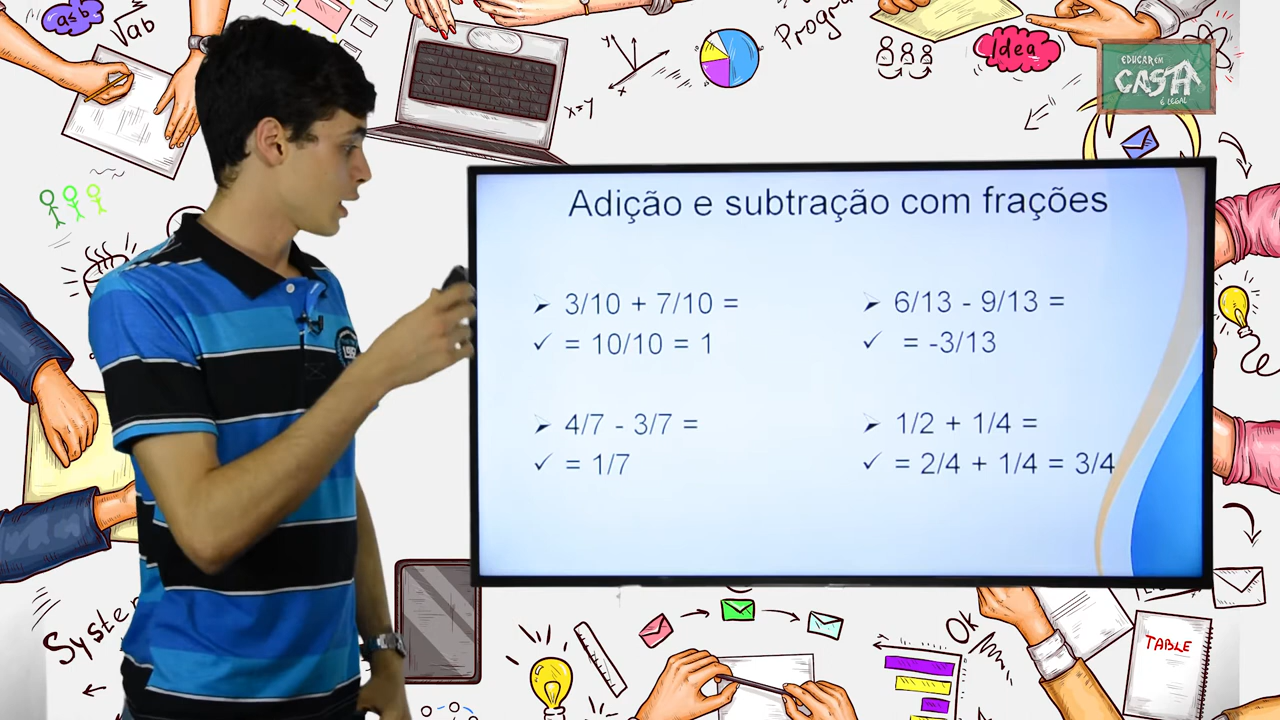 a≤b
√ab
y
x
x=y
Progra
Idea
EDUCAR EM
CASA
É LEGAL
Adição e subtração com frações
3/10 + 7/10 =
= 10/10 = 1
6/13 - 9/13 =
= -3/13
4/7 - 3/7 =
= 1/7
1/2 + 1/4 =
= 2/4 + 1/4 = 3/4
System
Ok
TABLE